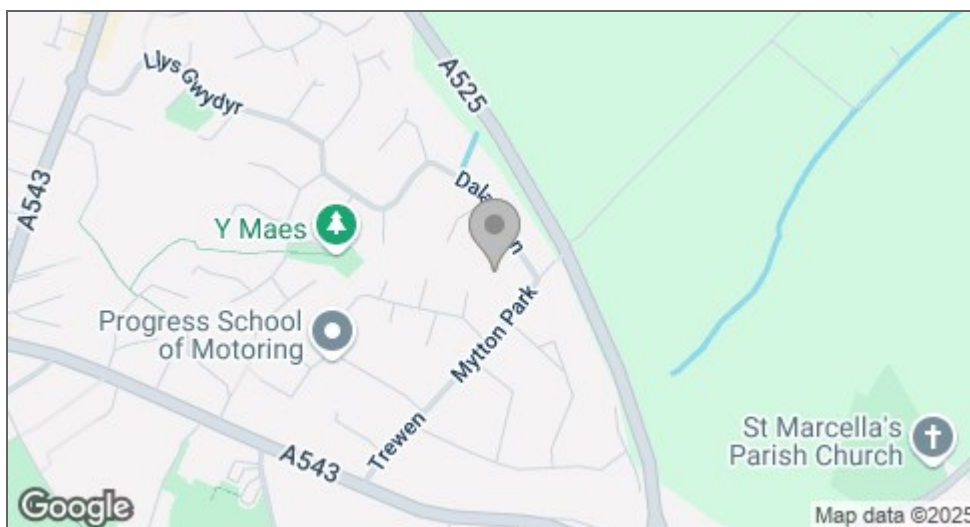 Llys Gwydyr
A525
A543
Y Maes
Progress School
of Motoring
Mytton Park
Trewen
A543
St Marcella's
Parish Church
Google
Map data ©2025